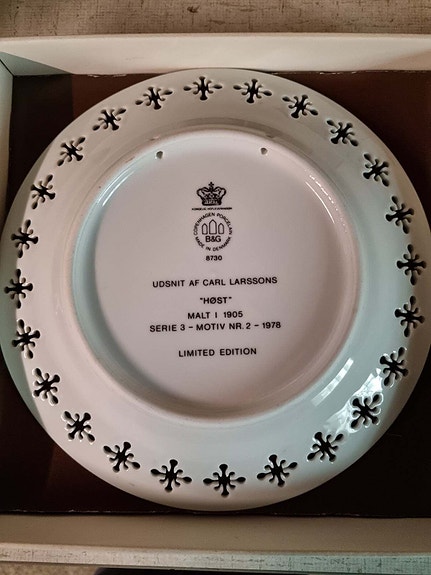 COPENHAGEN PORCELAIN
B&G
MADE IN DENMARK
8730
UDSNIT AF CARL LARSSONS
"HØST"
MALT I 1905
SERIE 3 - MOTIV NR. 2 - 1978
LIMITED EDITION